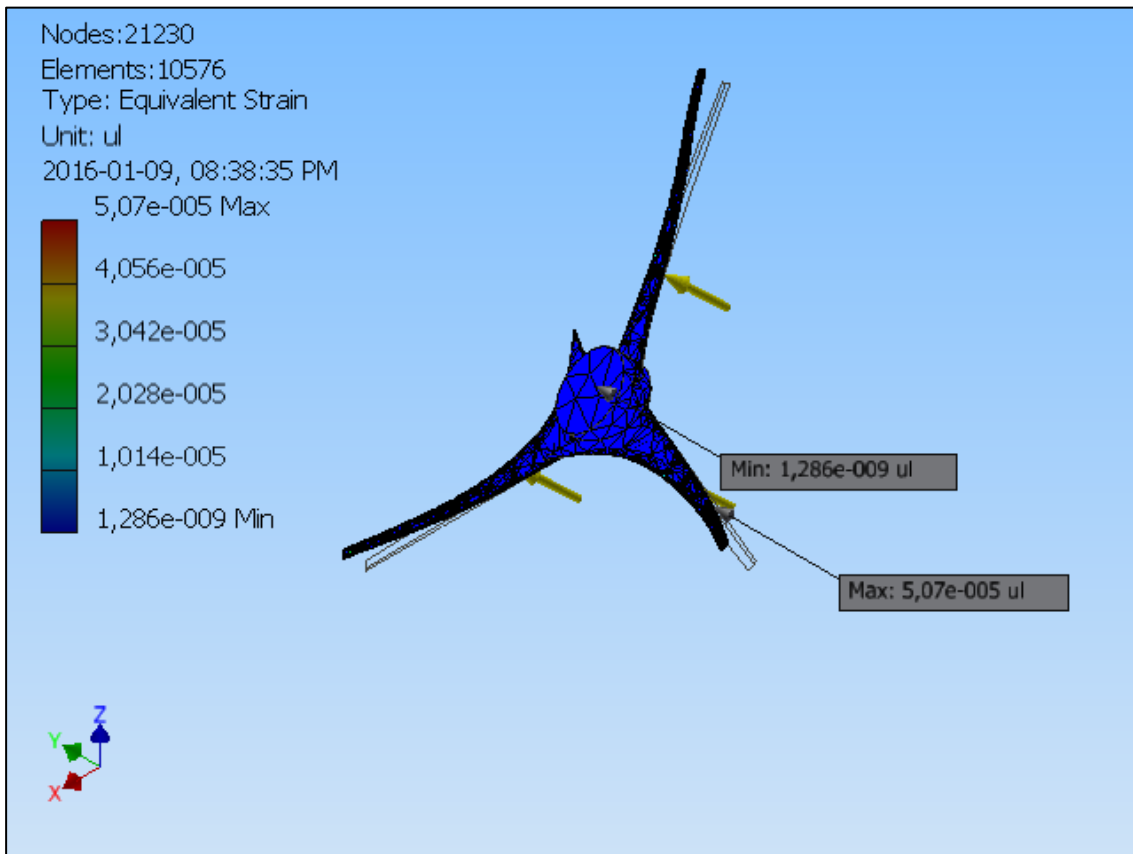 Nodes:21230
Elements:10576
Type: Equivalent Strain
Unit: ul
2016-01-09, 08:38:35 PM
5,07e-005 Max
4,056e-005
3,042e-005
2,028e-005
1,014e-005
1,286e-009 Min
Min: 1,286e-009 ul
Max: 5,07e-005 ul
Z
Y
X